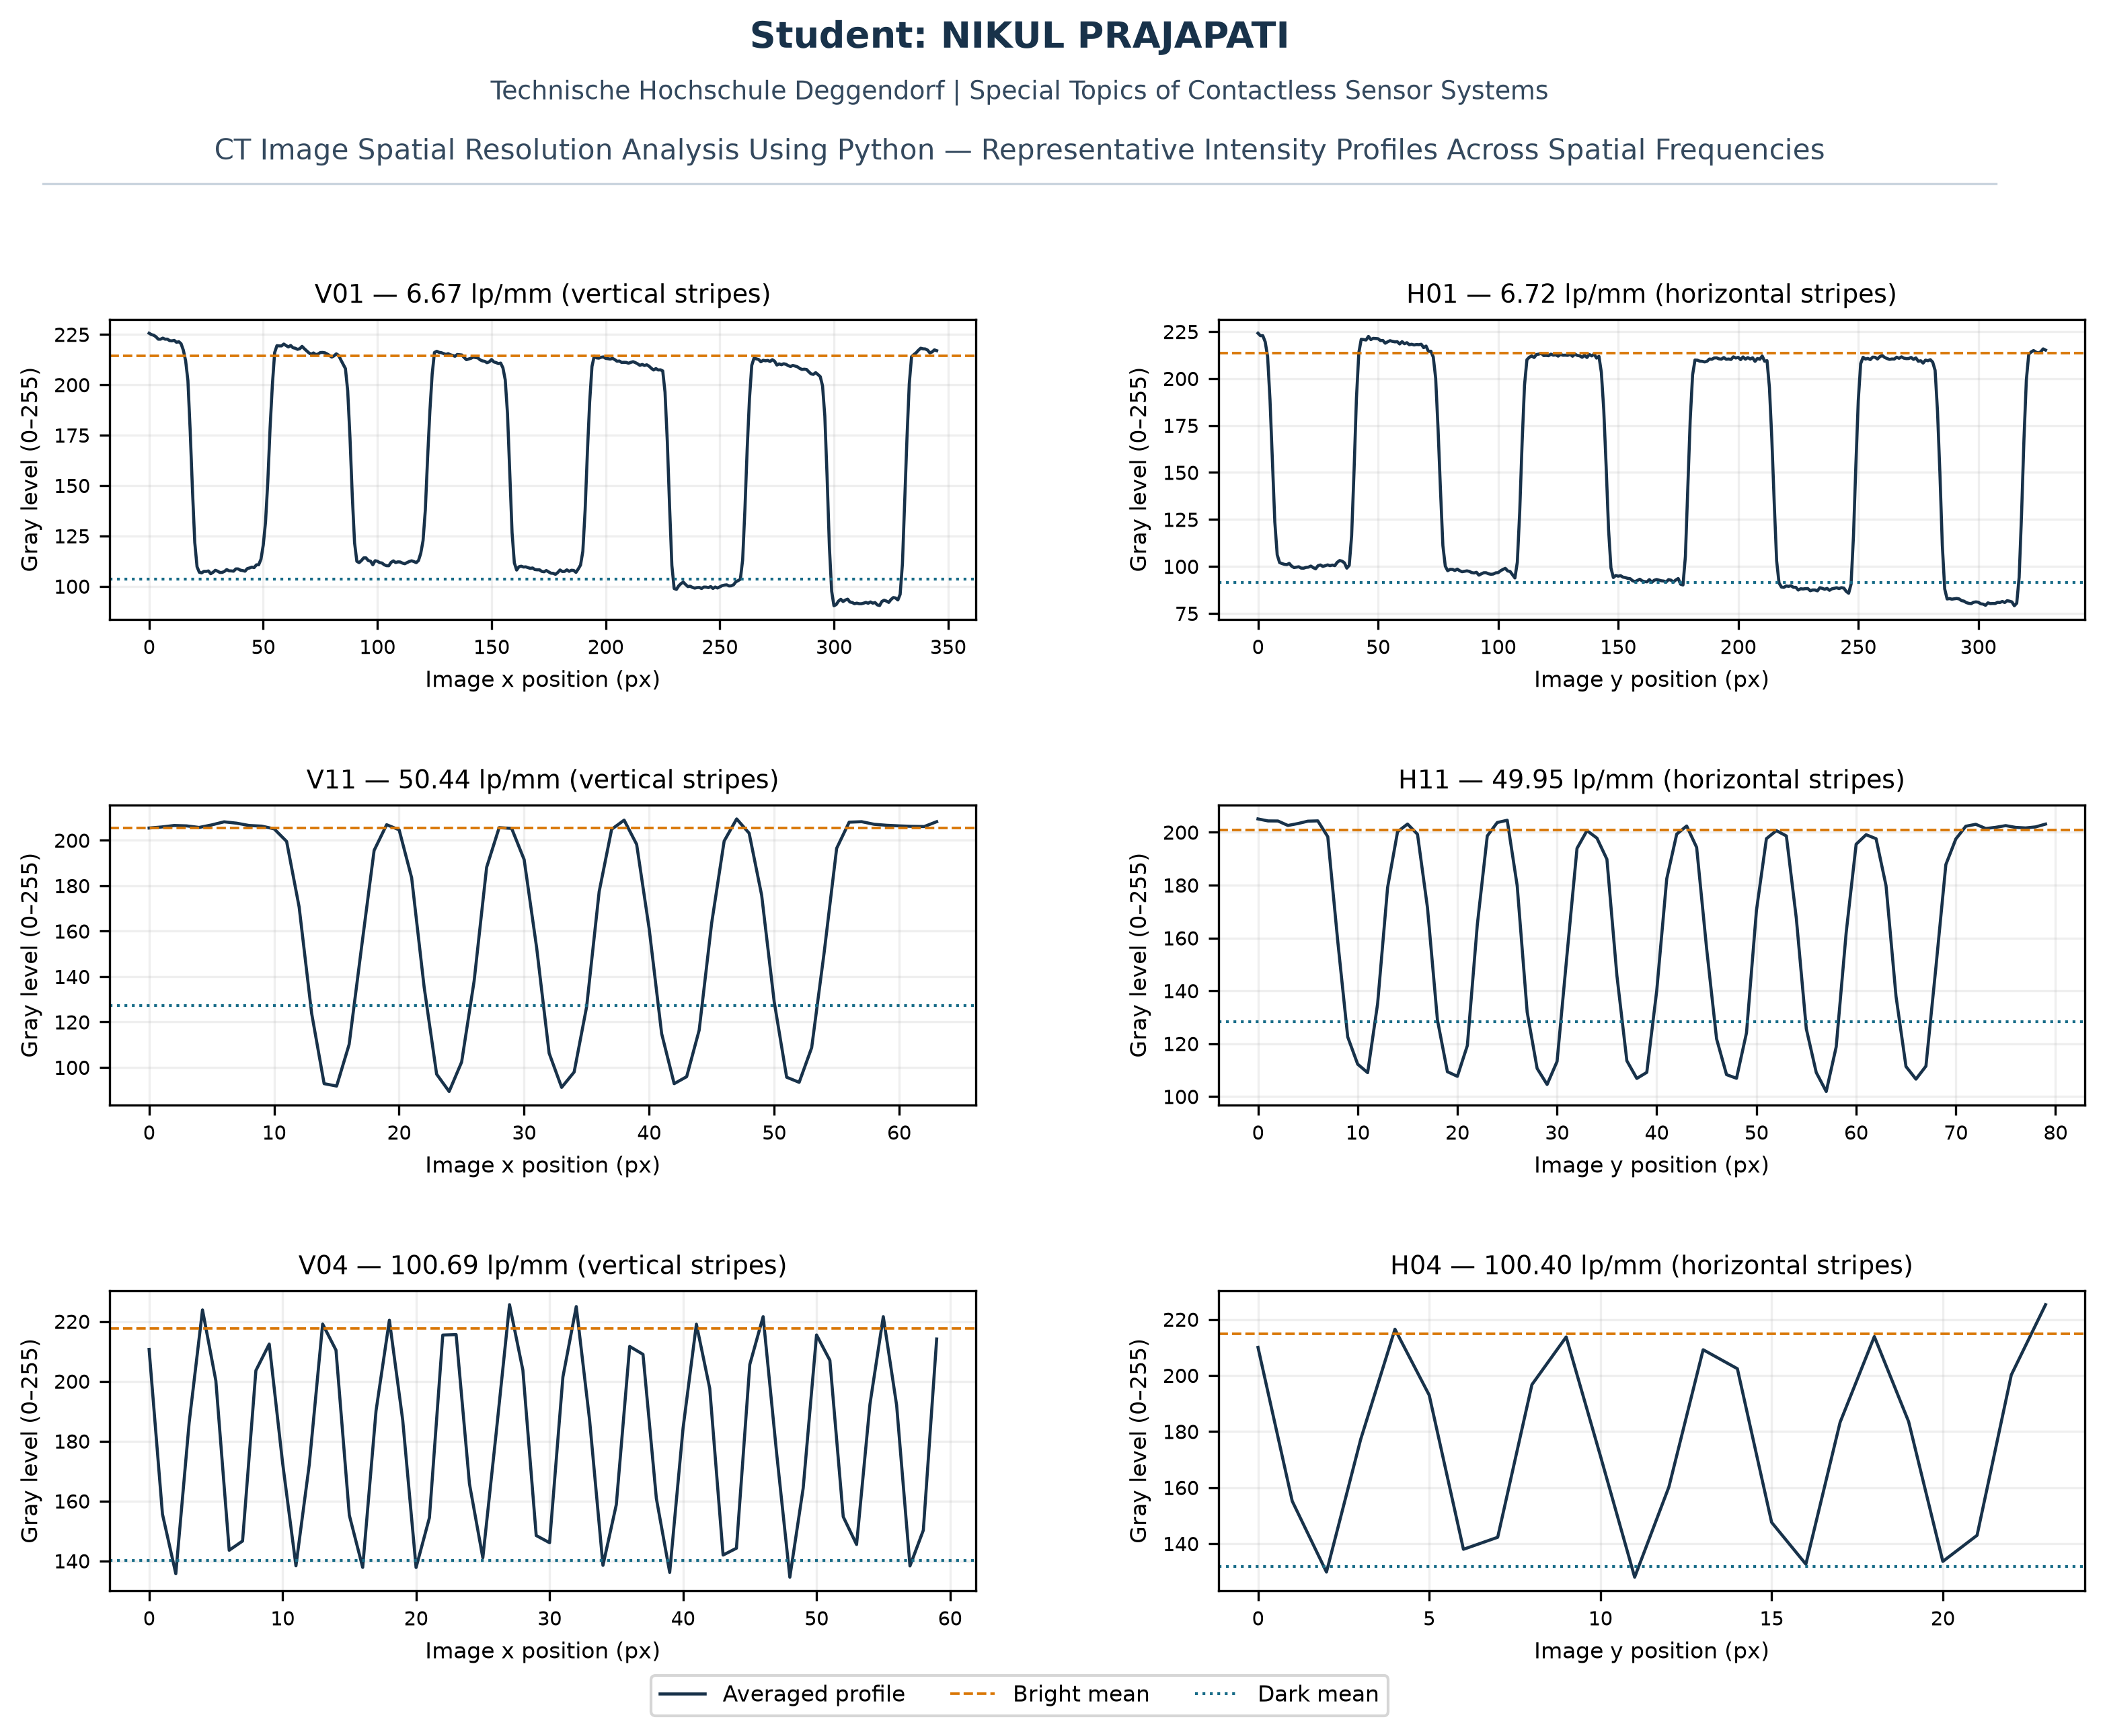 Student: NIKUL PRAJAPATI
Technische Hochschule Deggendorf | Special Topics of Contactless Sensor Systems
CT Image Spatial Resolution Analysis Using Python — Representative Intensity Profiles Across Spatial Frequencies
V01 — 6.67 lp/mm (vertical stripes)
Gray level (0–255)
225
200
175
150
125
100
0 50 100 150 200 250 300 350
Image x position (px)
H01 — 6.72 lp/mm (horizontal stripes)
Gray level (0–255)
225
200
175
150
125
100
75
0 50 100 150 200 250 300
Image y position (px)
V11 — 50.44 lp/mm (vertical stripes)
Gray level (0–255)
200
180
160
140
120
100
0 10 20 30 40 50 60
Image x position (px)
H11 — 49.95 lp/mm (horizontal stripes)
Gray level (0–255)
200
180
160
140
120
100
0 10 20 30 40 50 60 70 80
Image y position (px)
V04 — 100.69 lp/mm (vertical stripes)
Gray level (0–255)
220
200
180
160
140
0 10 20 30 40 50 60
Image x position (px)
H04 — 100.40 lp/mm (horizontal stripes)
Gray level (0–255)
220
200
180
160
140
0 5 10 15 20
Image y position (px)
Averaged profile Bright mean Dark mean